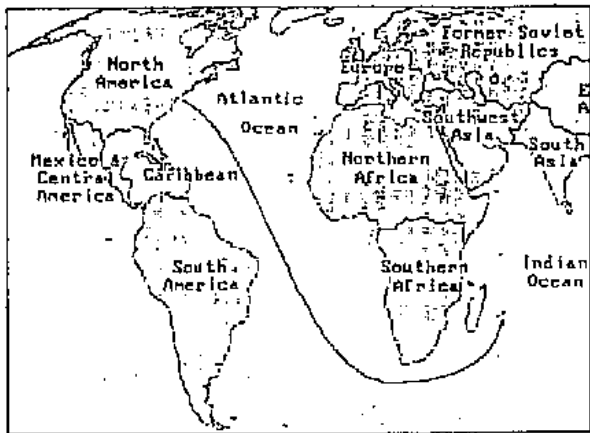 Former Soviet
Republics
North
America
Europe
Atlantic
Ocean
Southwest
Asia
E
A
South
Asia
Mexico &
Central
America
Caribbean
Northern
Africa
South
America
Southern
Africa
Indian
Ocean